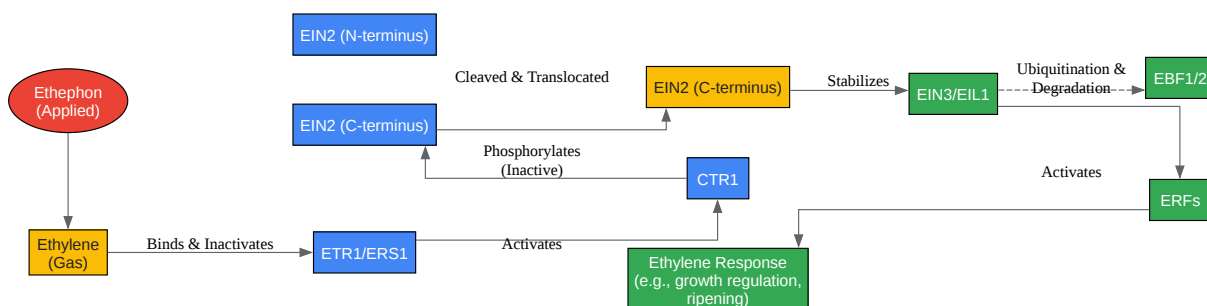 EIN2 (N-terminus)
Cleaved & Translocated
Ethephon
(Applied)
EIN2 (C-terminus)
EIN2 (C-terminus)
Stabilizes
EIN3/EIL1
Ubiquitination &
Degradation
EBF1/2
Phosphorylates
(Inactive)
CTR1
Activates
ERFs
Ethylene
(Gas)
Binds & Inactivates
ETR1/ERS1
Activates
Ethylene Response
(e.g., growth regulation,
ripening)